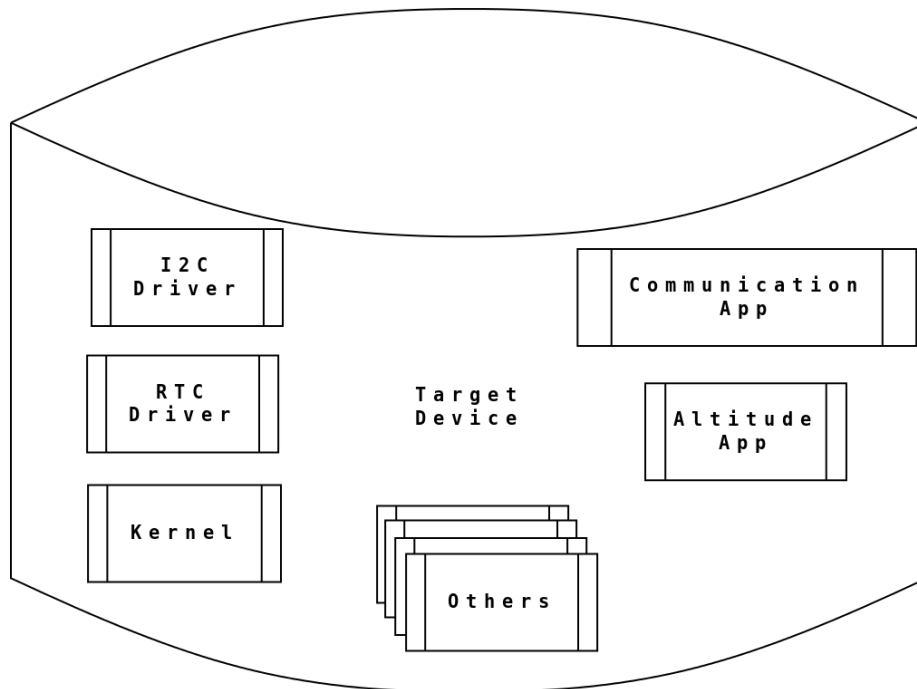 I2C
Driver
Communication
App
RTC
Driver
Target
Device
Altitude
App
Kernel
Others